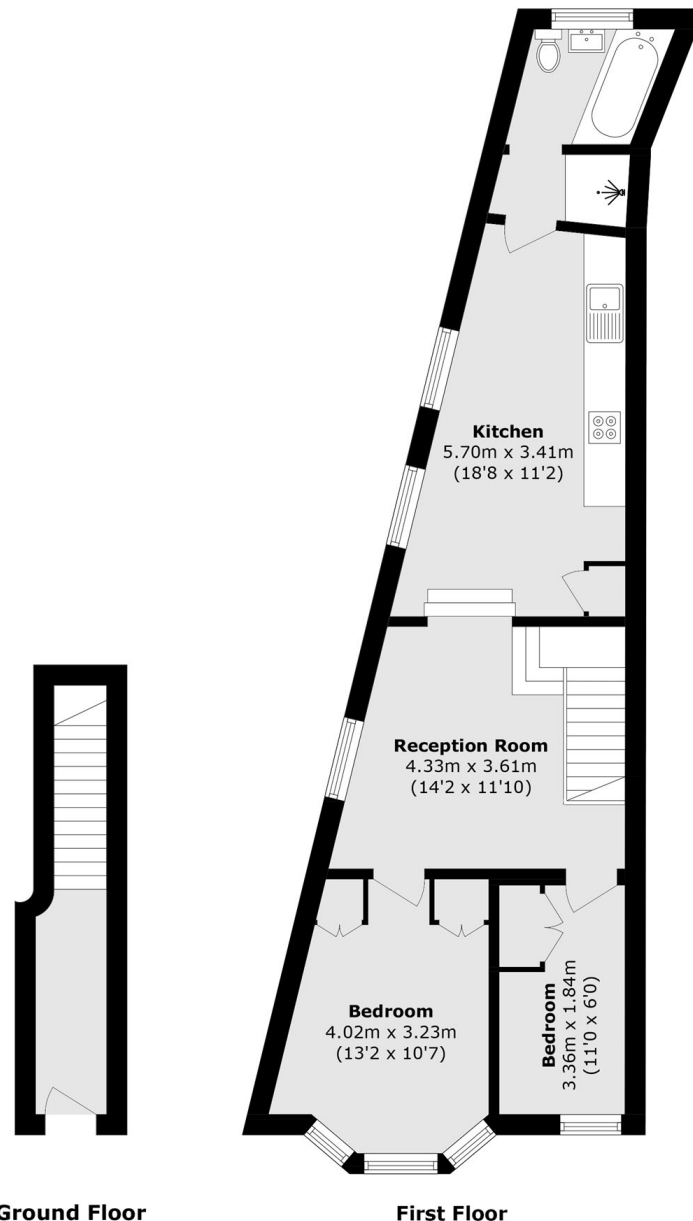 Kitchen
5.70m x 3.41m
(18'8 x 11'2)
Reception Room
4.33m x 3.61m
(14'2 x 11'10)
Bedroom
4.02m x 3.23m
(13'2 x 10'7)
Bedroom
3.36m x 1.84m
(11'0 x 6'0)
Ground Floor
First Floor